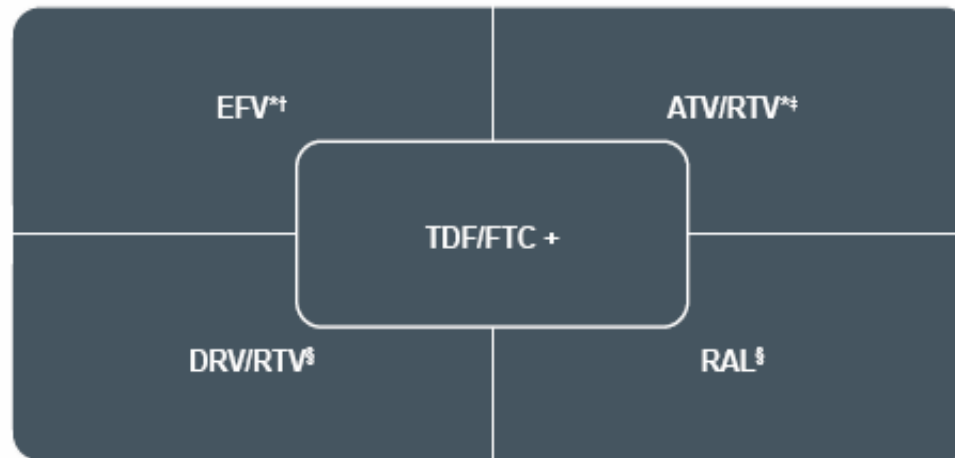 EFV*†
ATV/RTV*‡
TDF/FTC +
DRV/RTV§
RAL§